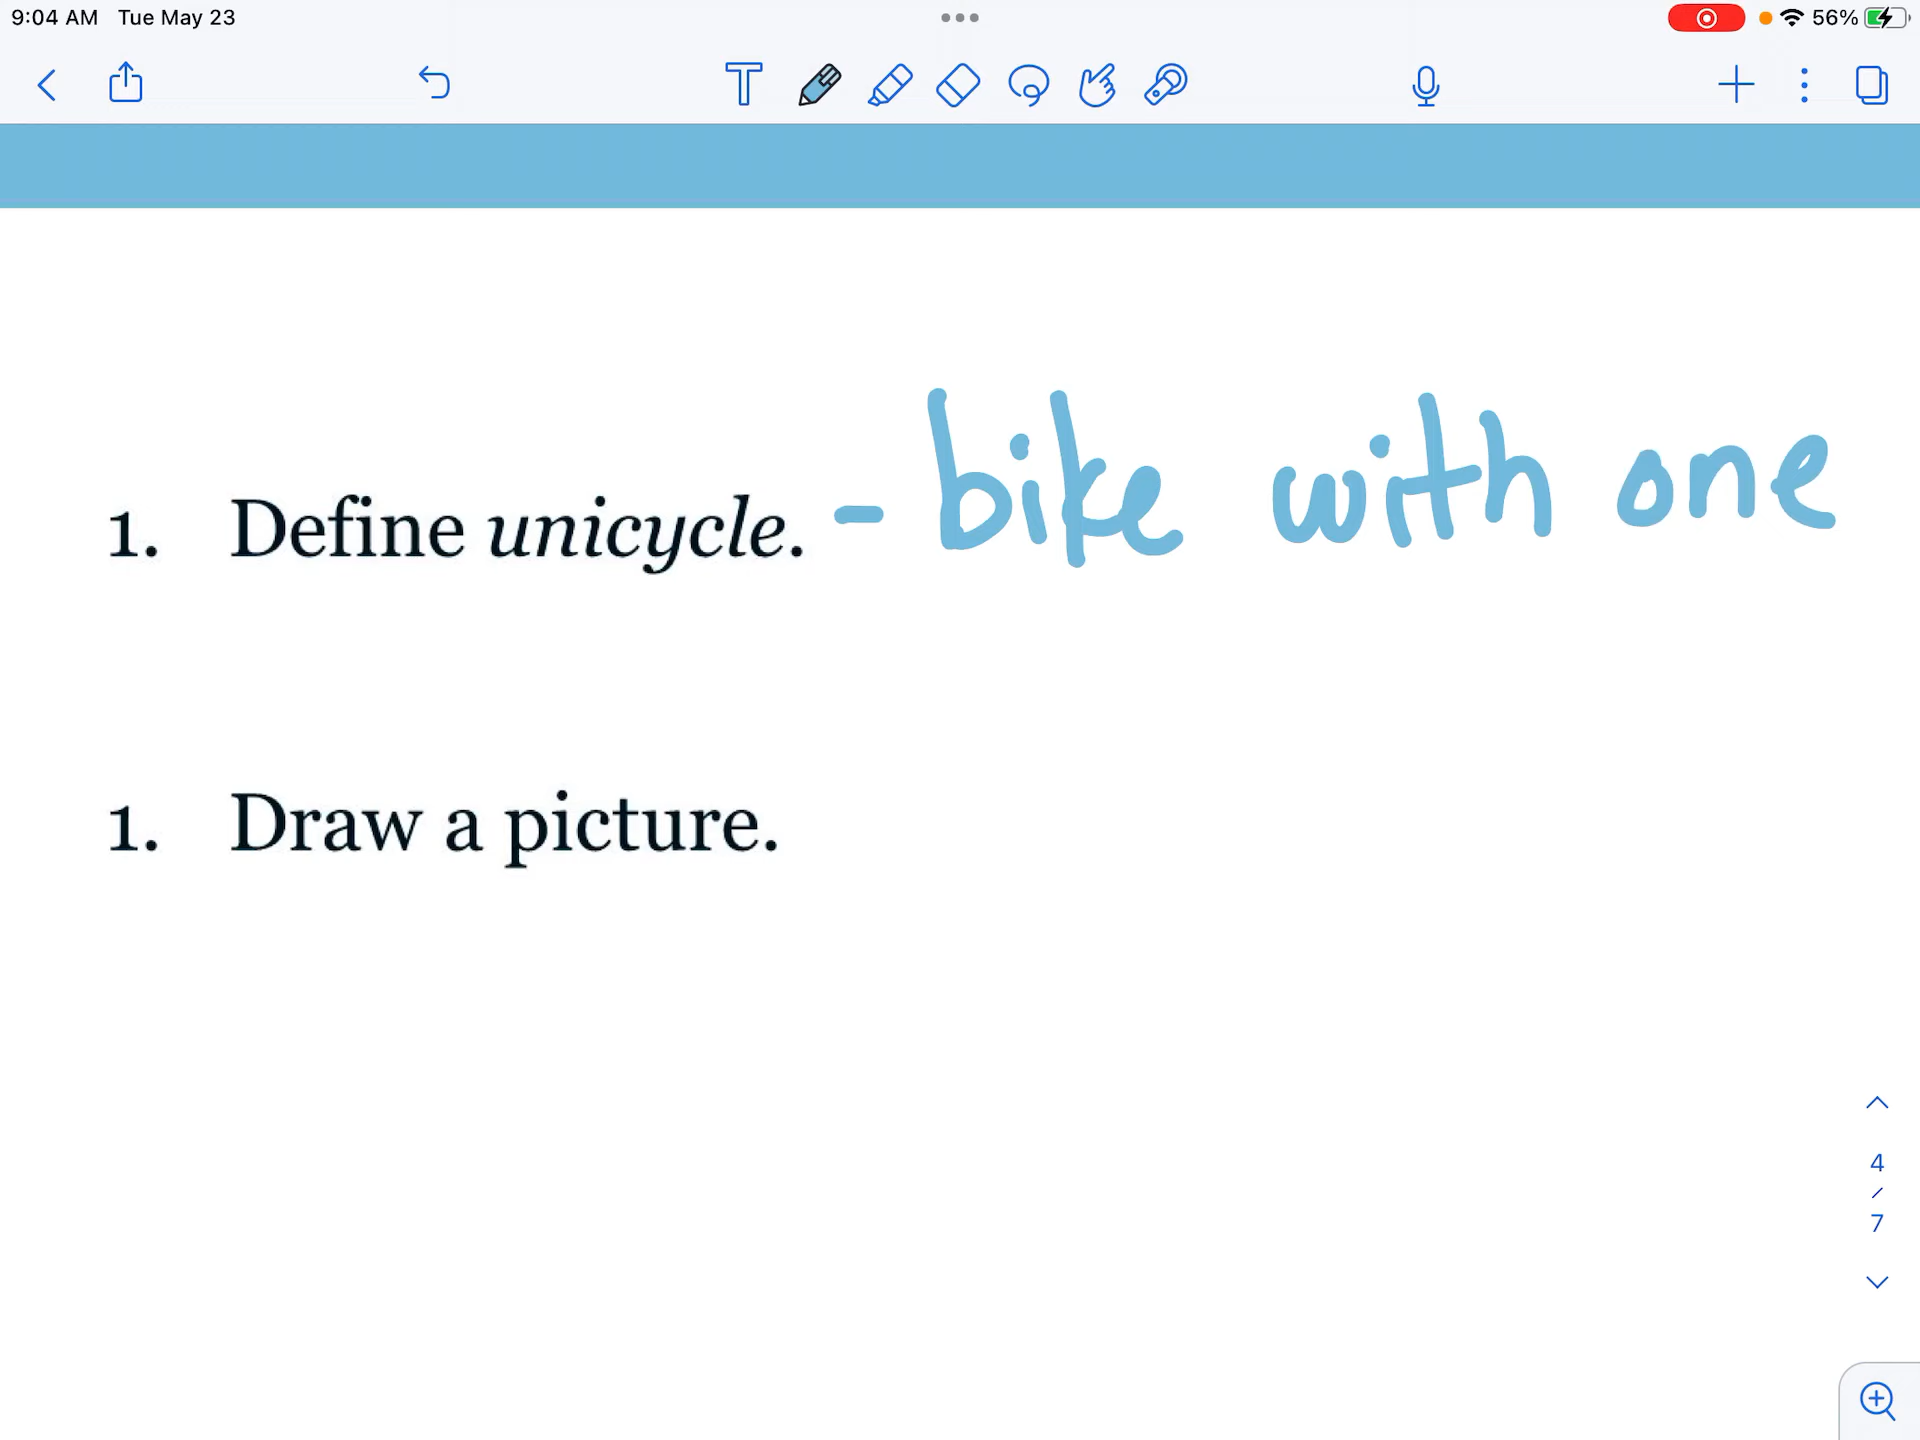 9:04 AM Tue May 23
56%
1. Define unicycle. - bike with one
1. Draw a picture.
4
/
7